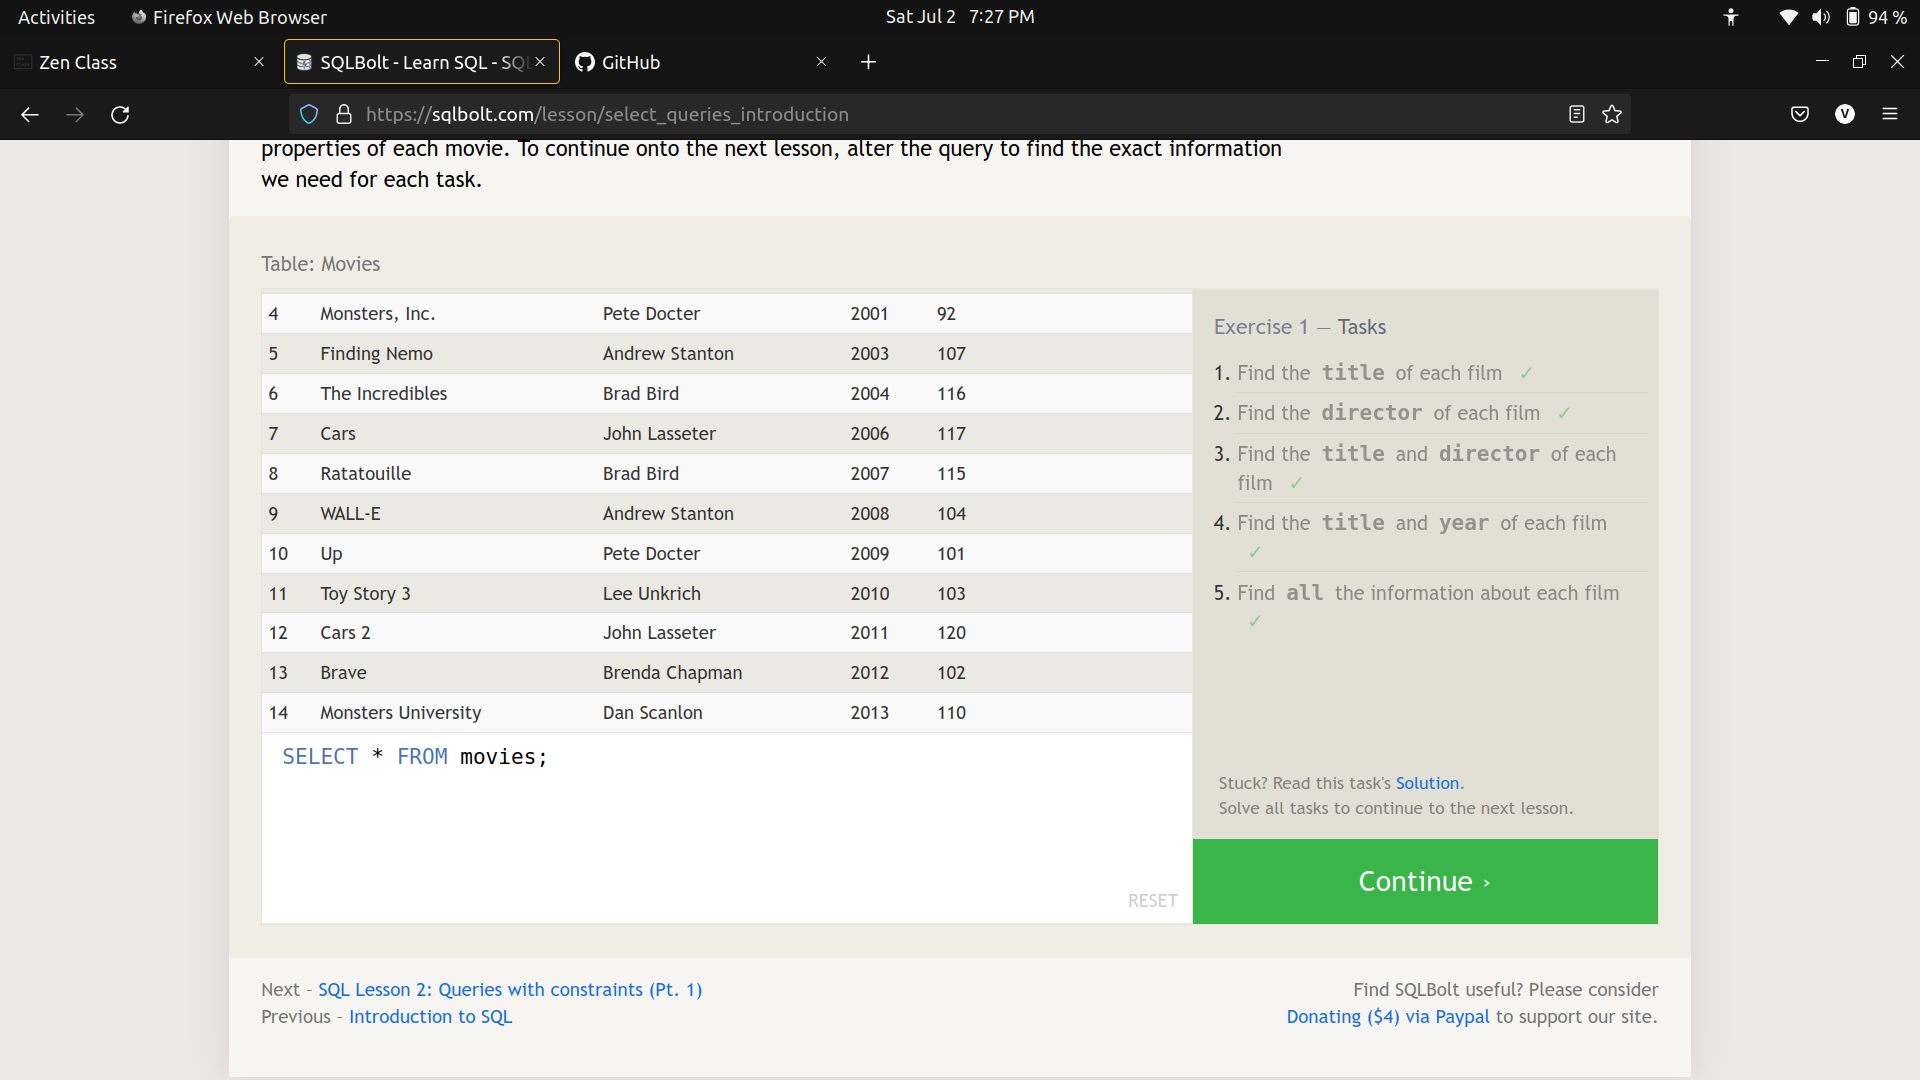 Activities Firefox Web Browser Sat Jul 2 7:27 PM 94 %
Zen Class SQLBolt - Learn SQL - SQL GitHub
https://sqlbolt.com/lesson/select_queries_introduction V
properties of each movie. To continue onto the next lesson, alter the query to find the exact information
we need for each task.
Table: Movies
4 Monsters, Inc. Pete Docter 2001 92
5 Finding Nemo Andrew Stanton 2003 107
6 The Incredibles Brad Bird 2004 116
7 Cars John Lasseter 2006 117
8 Ratatouille Brad Bird 2007 115
9 WALL-E Andrew Stanton 2008 104
10 Up Pete Docter 2009 101
11 Toy Story 3 Lee Unkrich 2010 103
12 Cars 2 John Lasseter 2011 120
13 Brave Brenda Chapman 2012 102
14 Monsters University Dan Scanlon 2013 110
SELECT * FROM movies;
RESET
Exercise 1 — Tasks
1. Find the title of each film ✓
2. Find the director of each film ✓
3. Find the title and director of each
film ✓
4. Find the title and year of each film
✓
5. Find all the information about each film
✓
Stuck? Read this task's Solution.
Solve all tasks to continue to the next lesson.
Continue ›
Next – SQL Lesson 2: Queries with constraints (Pt. 1)
Previous – Introduction to SQL
Find SQLBolt useful? Please consider
Donating ($4) via Paypal to support our site.